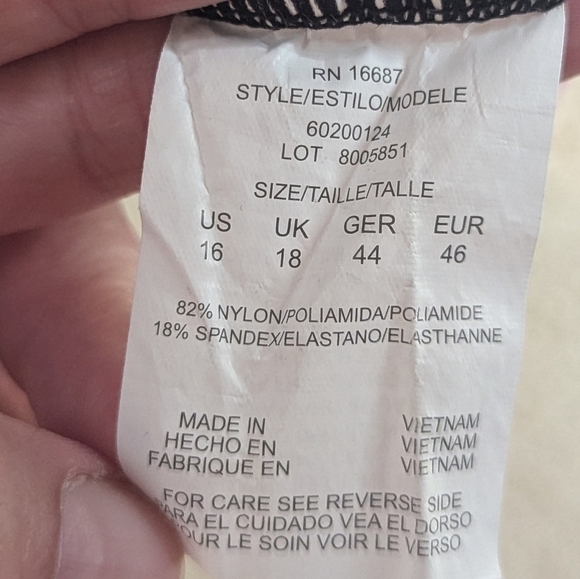 RN 16687
STYLE/ESTILO/MODELE
60200124
LOT 8005851
SIZE/TAILLE/TALLE
US UK GER EUR
16 18 44 46
82% NYLON/POLIAMIDA/POLIAMIDE
18% SPANDEX/ELASTANO/ELASTHANNE
MADE IN VIETNAM
HECHO EN VIETNAM
FABRIQUE EN VIETNAM
FOR CARE SEE REVERSE SIDE
PARA EL CUIDADO VEA EL DORSO
POUR LE SOIN VOIR LE VERSO